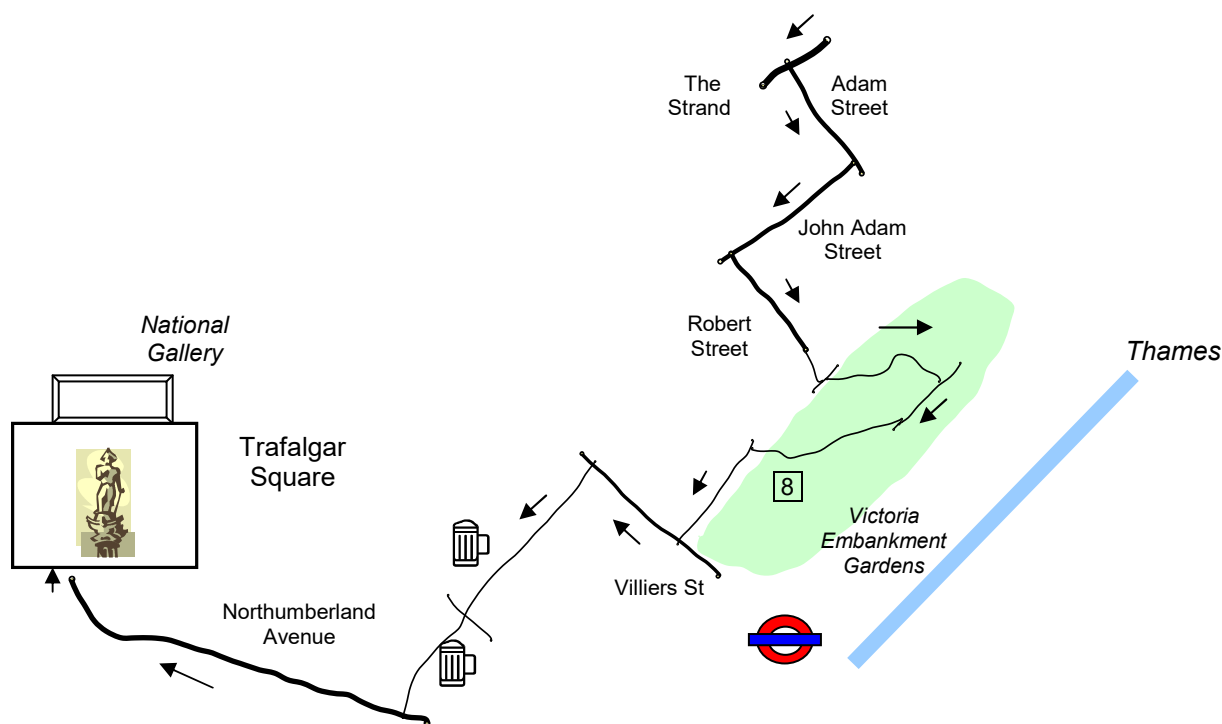 The
Strand
Adam
Street
John Adam
Street
Robert
Street
National
Gallery
Thames
Trafalgar
Square
8
Victoria
Embankment
Gardens
Villiers St
Northumberland
Avenue